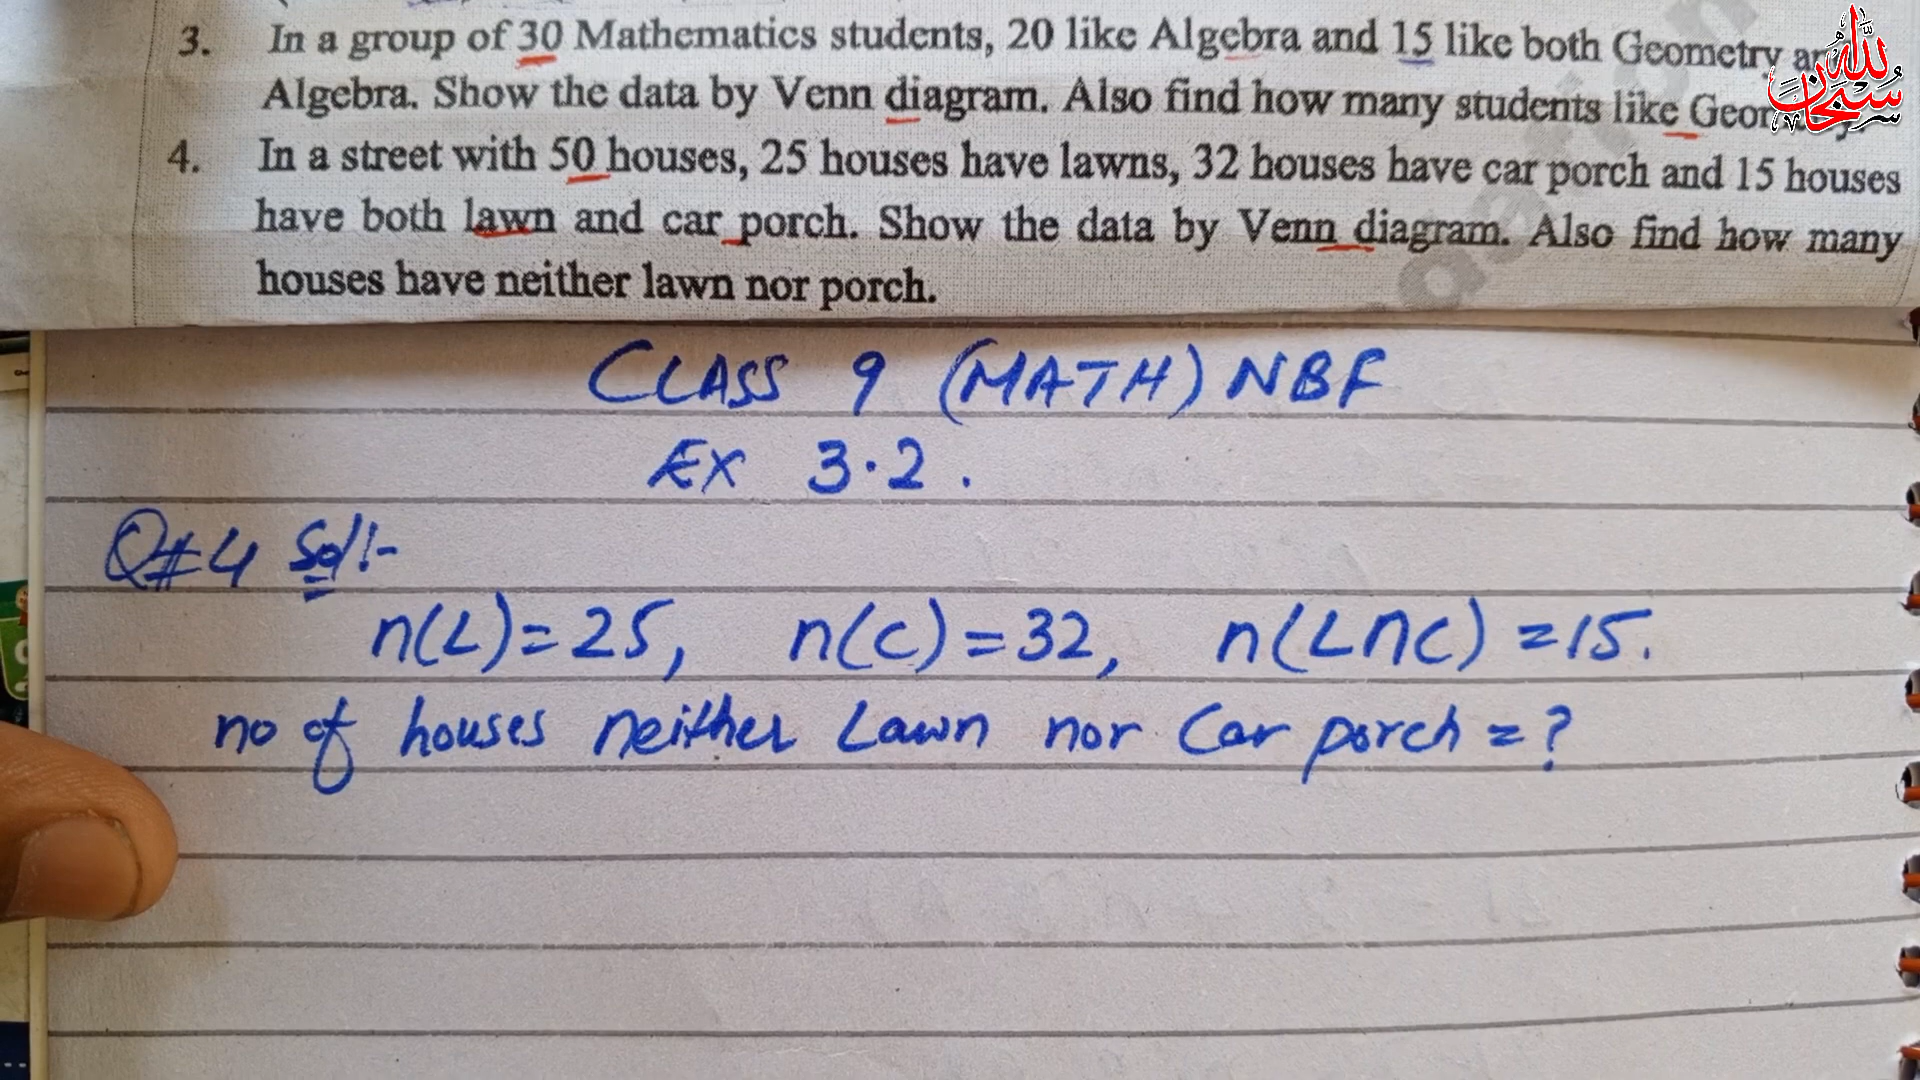 3. In a group of 30 Mathematics students, 20 like Algebra and 15 like both Geometry
Algebra. Show the data by Venn diagram. Also find how many students like
4. In a street with 50 houses, 25 houses have lawns, 32 houses have car porch and 15 houses
have both lawn and car porch. Show the data by Venn diagram. Also find how many
houses have neither lawn nor porch.
CLASS 9 (MATH) NBF
EX 3.2.
Q#4 Sol:-
n(L)=25, n(C)=32, n(L∩C)=15.
no of houses neither Lawn nor Car porch=?
سُبْحَانَ اللّٰه